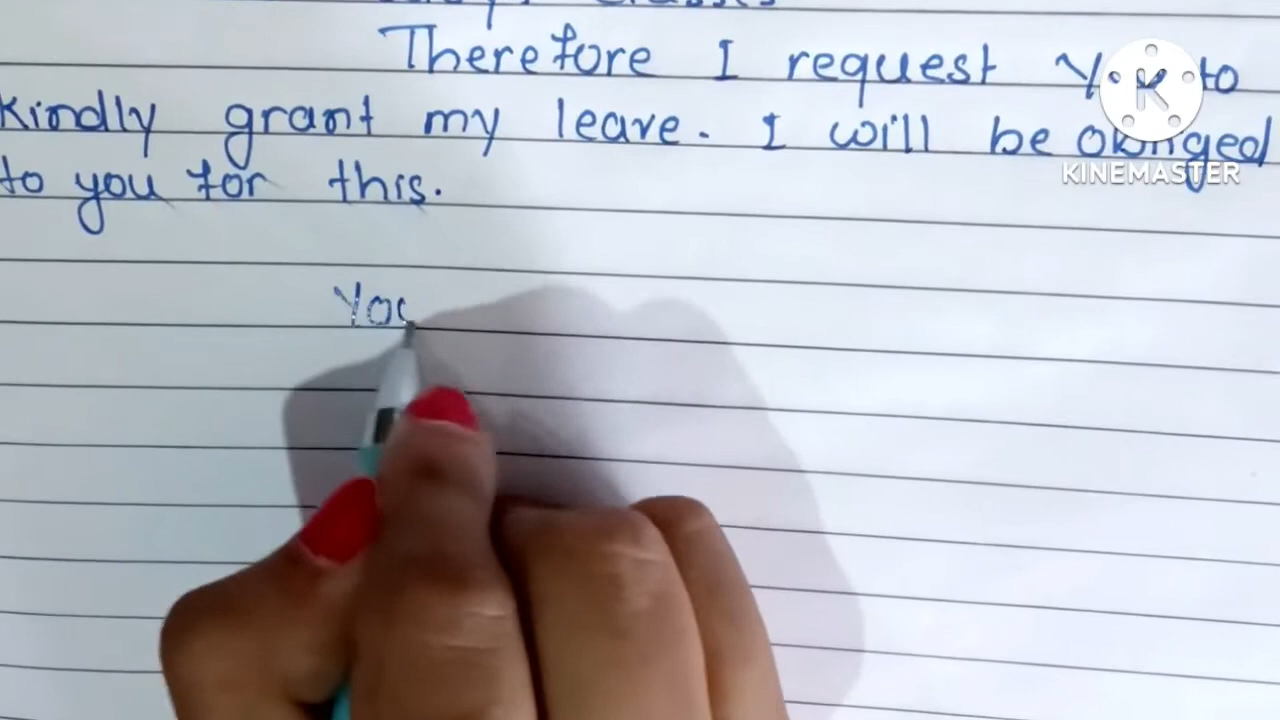 Therefore I request to
kindly grant my leave. I will be obliged
to you for this.
You
K
KINEMASTER